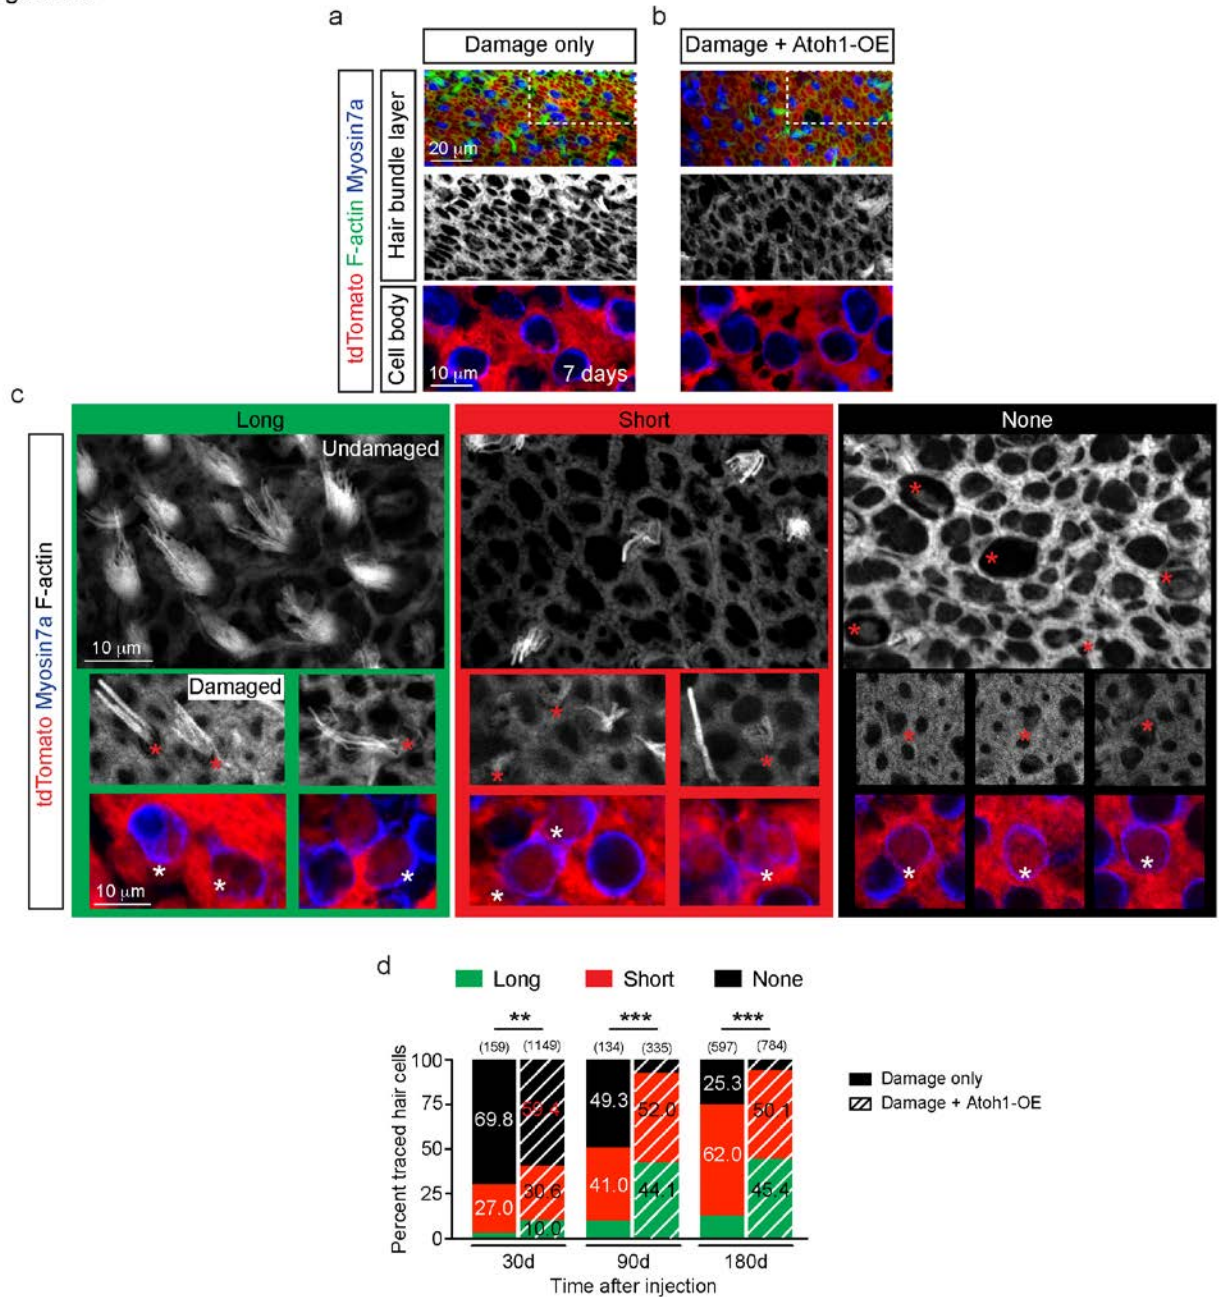 a
b
Damage only
Damage + Atoh1-OE
tdTomato F-actin Myosin7a
Hair bundle layer
Cell body
20 μm
10 μm
7 days
c
Long
Short
None
tdTomato Myosin7a F-actin
Undamaged
10 μm
Damaged
10 μm
d
Long
Short
None
** *** ***
(159) (1149) (134) (335) (597) (784)
Percent traced hair cells
100
75
50
25
0
69.8
27.0
59.4
30.6
10.0
49.3
41.0
52.0
44.1
25.3
62.0
50.1
45.4
30d 90d 180d
Time after injection
Damage only
Damage + Atoh1-OE